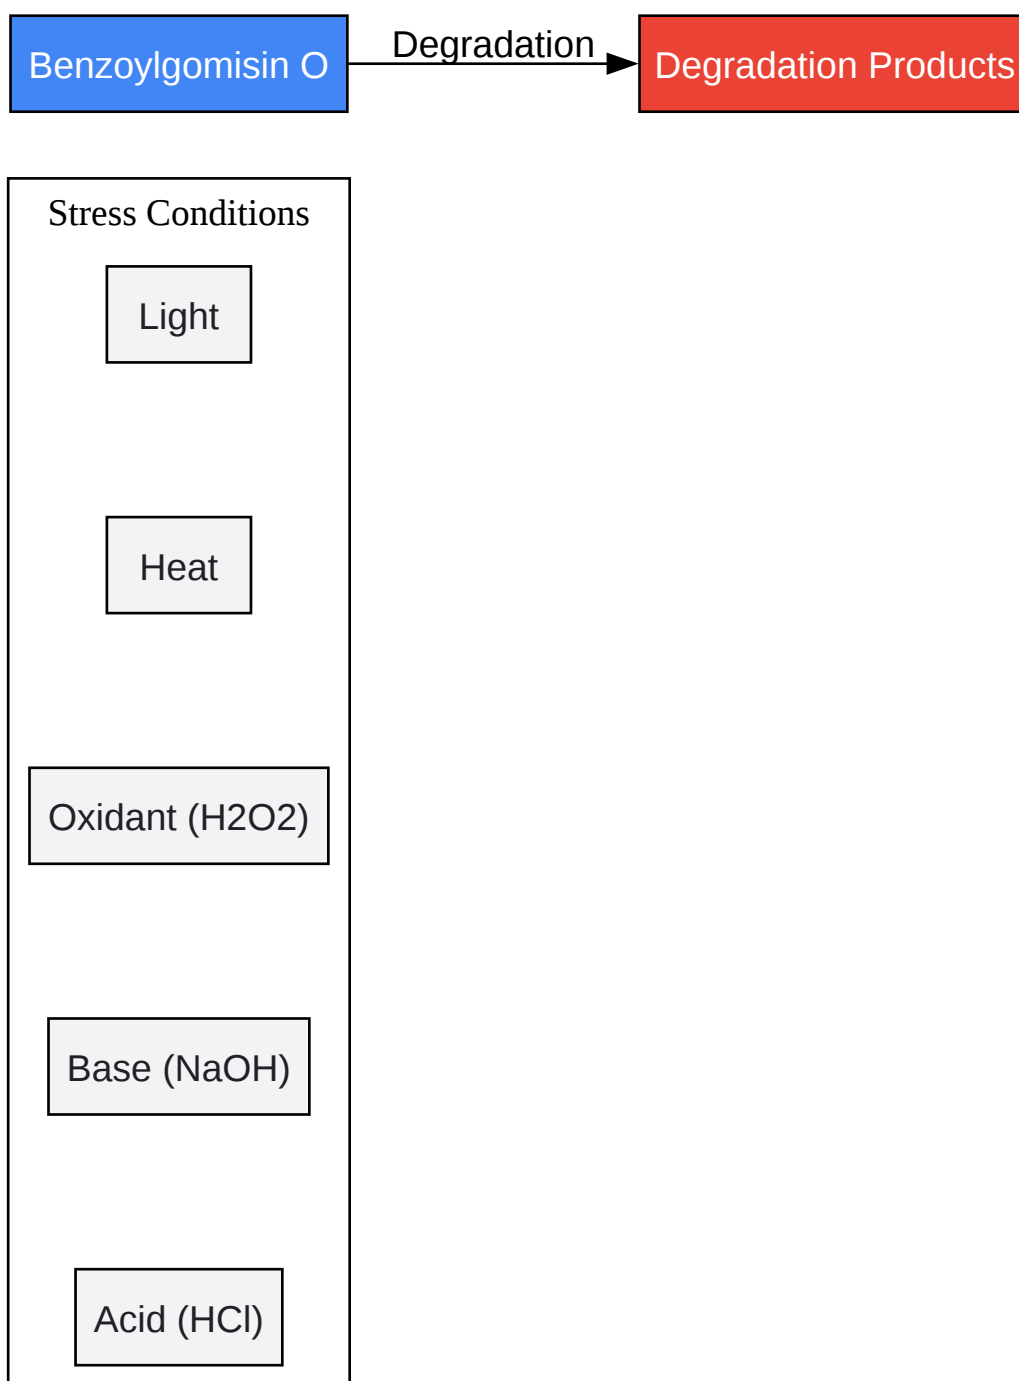 Benzoylgomisin O
Degradation
Degradation Products
Stress Conditions
Light
Heat
Oxidant (H2O2)
Base (NaOH)
Acid (HCl)